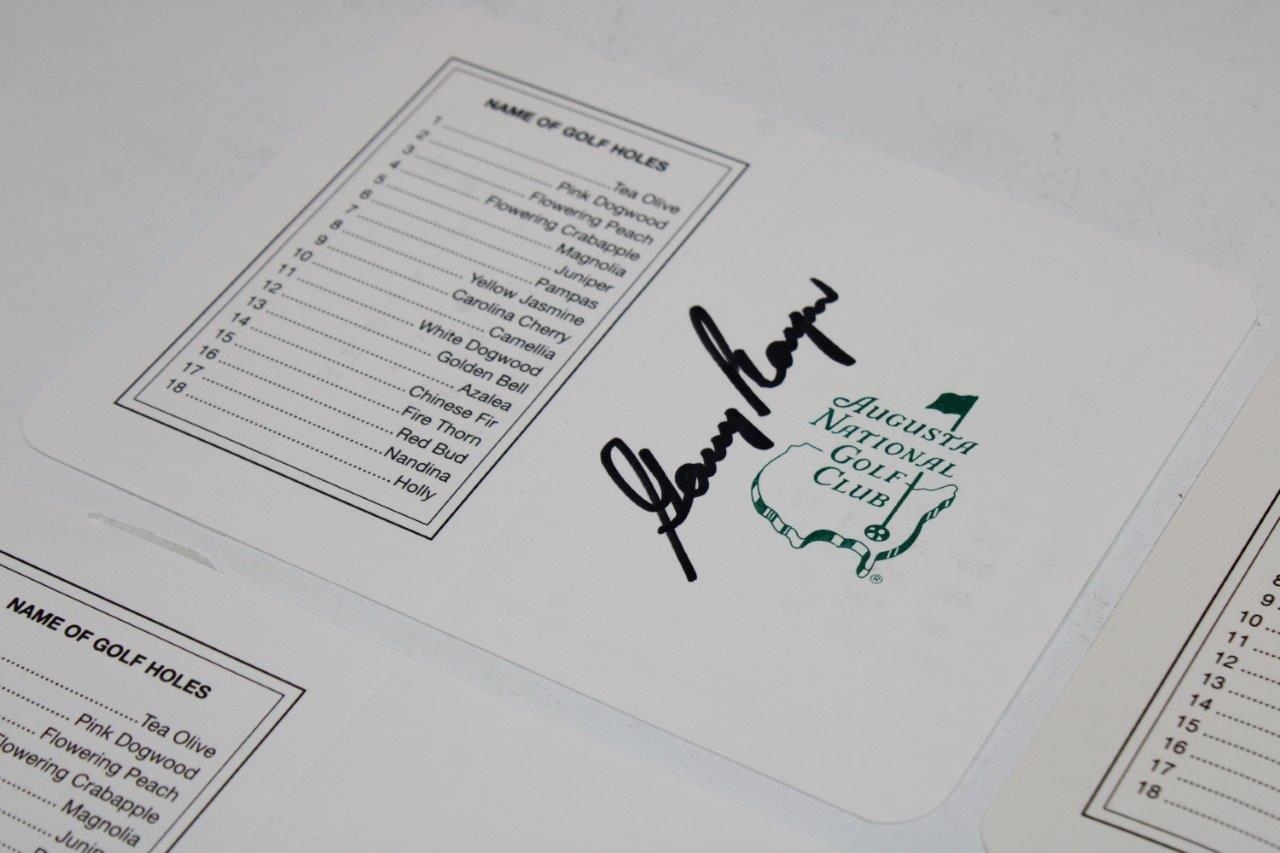 NAME OF GOLF HOLES
1 Tea Olive
2 Pink Dogwood
3 Flowering Peach
4 Flowering Crabapple
5 Magnolia
6 Juniper
7 Pampas
8 Yellow Jasmine
9 Carolina Cherry
10 Camellia
11 White Dogwood
12 Golden Bell
13 Azalea
14 Chinese Fir
15 Fire Thorn
16 Red Bud
17 Nandina
18 Holly
Gary Player
AUGUSTA
NATIONAL
GOLF
CLUB
®
NAME OF GOLF HOLES
Tea Olive
Pink Dogwood
Flowering Peach
Flowering Crabapple
Magnolia
8
9
10
11
12
13
14
15
16
17
18